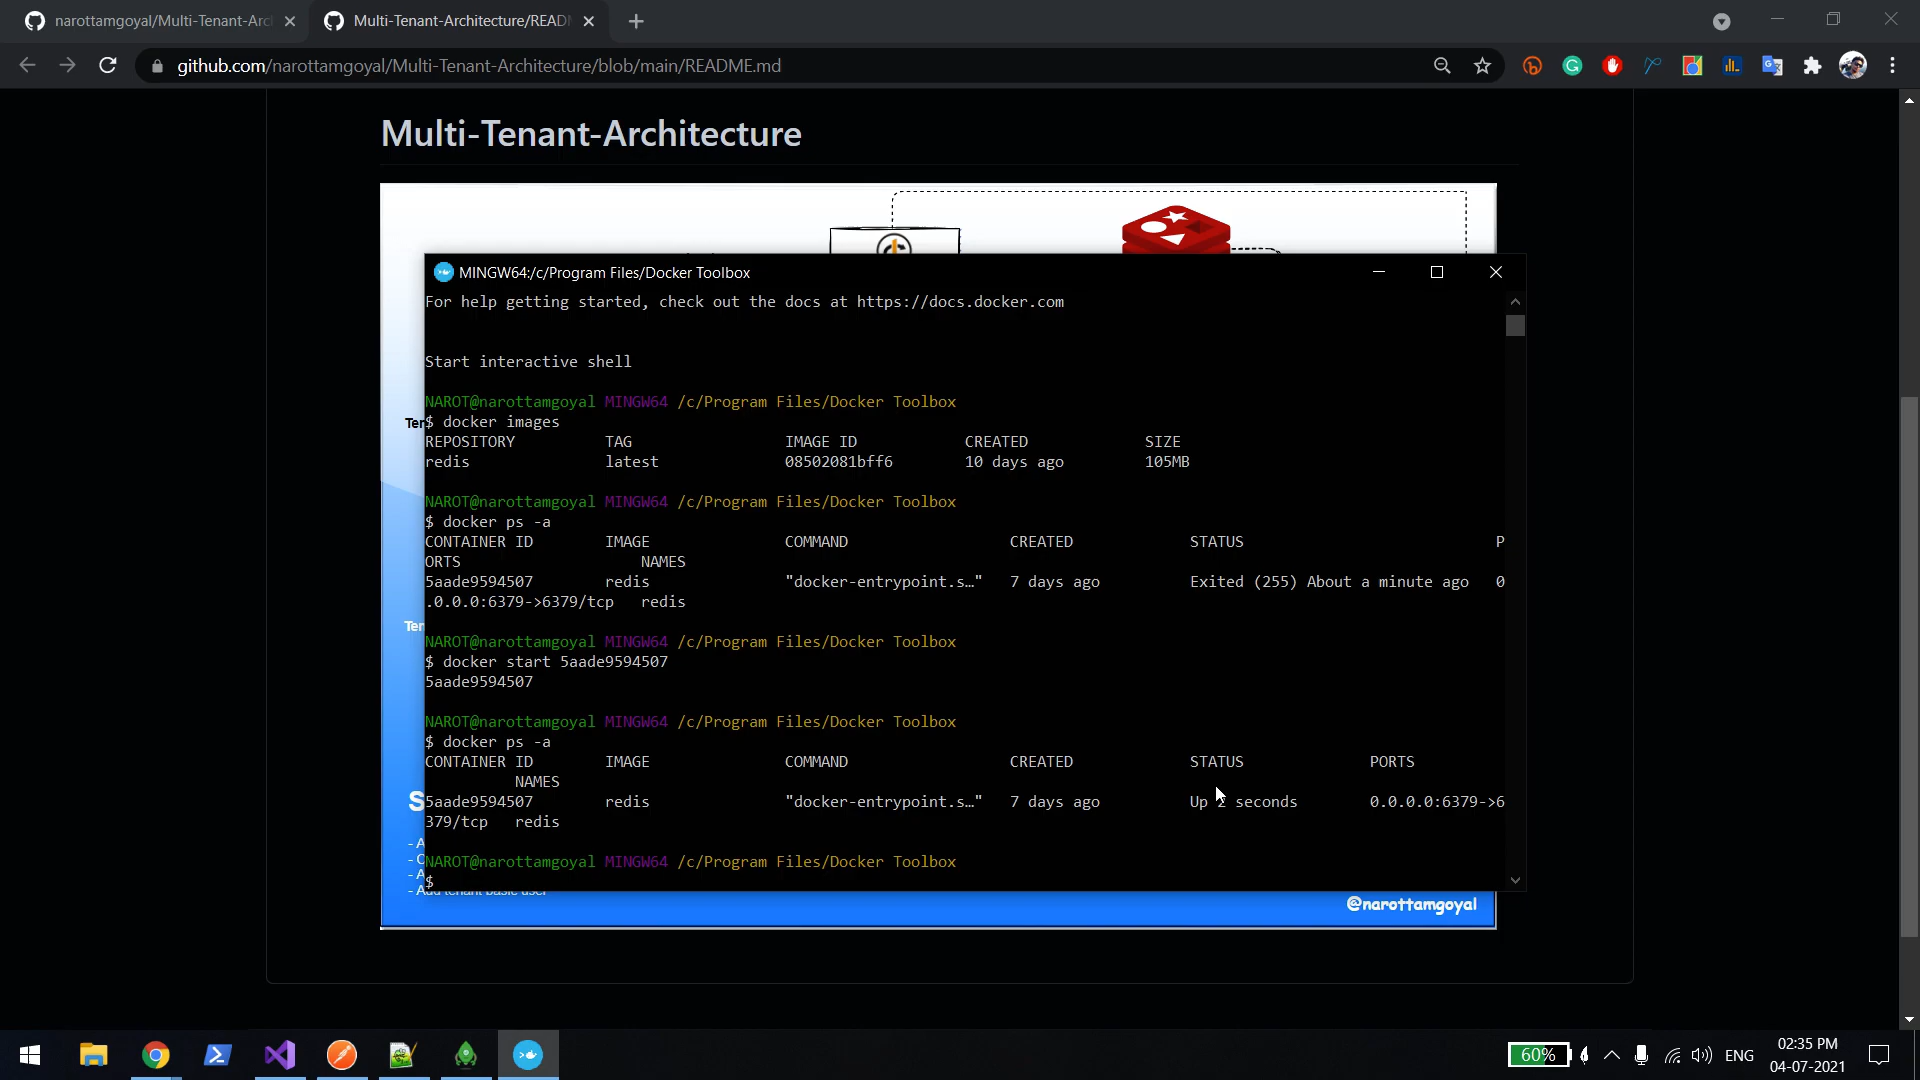 narottamgoyal/Multi-Tenant-Arc
Multi-Tenant-Architecture/READ
github.com/narottamgoyal/Multi-Tenant-Architecture/blob/main/README.md
Multi-Tenant-Architecture
MINGW64:/c/Program Files/Docker Toolbox
For help getting started, check out the docs at https://docs.docker.com
Start interactive shell
NAROT@narottamgoyal MINGW64 /c/Program Files/Docker Toolbox
$ docker images
REPOSITORY TAG IMAGE ID CREATED SIZE
redis latest 08502081bff6 10 days ago 105MB
NAROT@narottamgoyal MINGW64 /c/Program Files/Docker Toolbox
$ docker ps -a
CONTAINER ID IMAGE COMMAND CREATED STATUS P
ORTS NAMES
5aade9594507 redis "docker-entrypoint.s…" 7 days ago Exited (255) About a minute ago 0
.0.0.0:6379->6379/tcp redis
NAROT@narottamgoyal MINGW64 /c/Program Files/Docker Toolbox
$ docker start 5aade9594507
5aade9594507
NAROT@narottamgoyal MINGW64 /c/Program Files/Docker Toolbox
$ docker ps -a
CONTAINER ID IMAGE COMMAND CREATED STATUS PORTS
NAMES
5aade9594507 redis "docker-entrypoint.s…" 7 days ago Up 2 seconds 0.0.0.0:6379->6
379/tcp redis
NAROT@narottamgoyal MINGW64 /c/Program Files/Docker Toolbox
$
Ter
Ter
S
- A
- C
- A
- Add tenant basic user
@narottamgoyal
60%
ENG
02:35 PM
04-07-2021